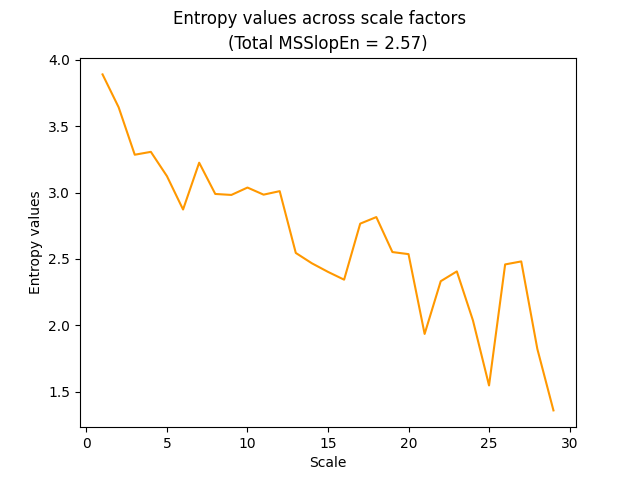 Entropy values across scale factors
(Total MSSlopEn = 2.57)
4.0
3.5
3.0
2.5
2.0
1.5
Entropy values
0 5 10 15 20 25 30
Scale